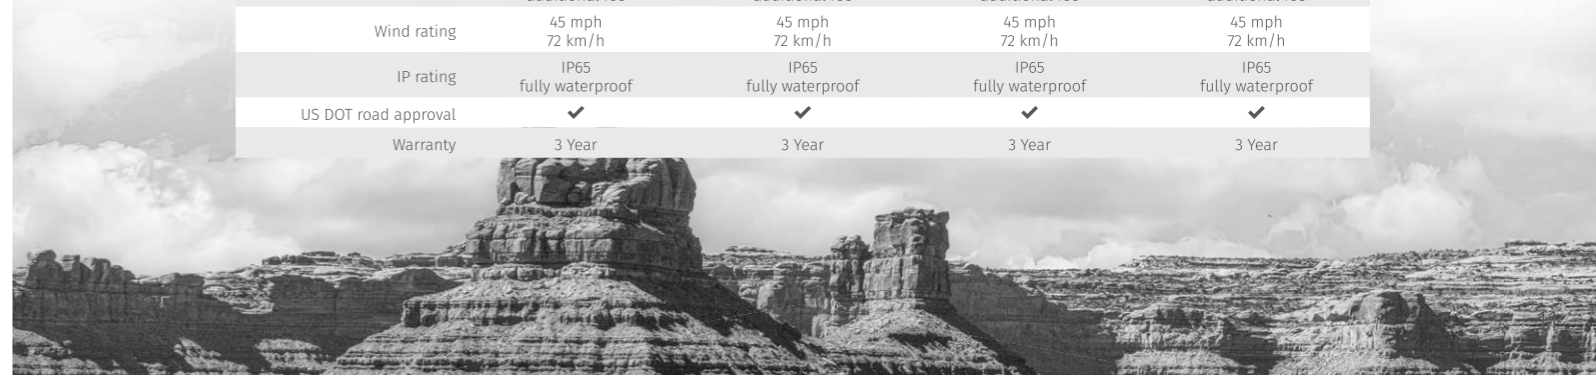 Wind rating
45 mph 45 mph 45 mph 45 mph
72 km/h 72 km/h 72 km/h 72 km/h
IP rating
IP65 IP65 IP65 IP65
fully waterproof fully waterproof fully waterproof fully waterproof
US DOT road approval ✔ ✔ ✔ ✔
Warranty 3 Year 3 Year 3 Year 3 Year